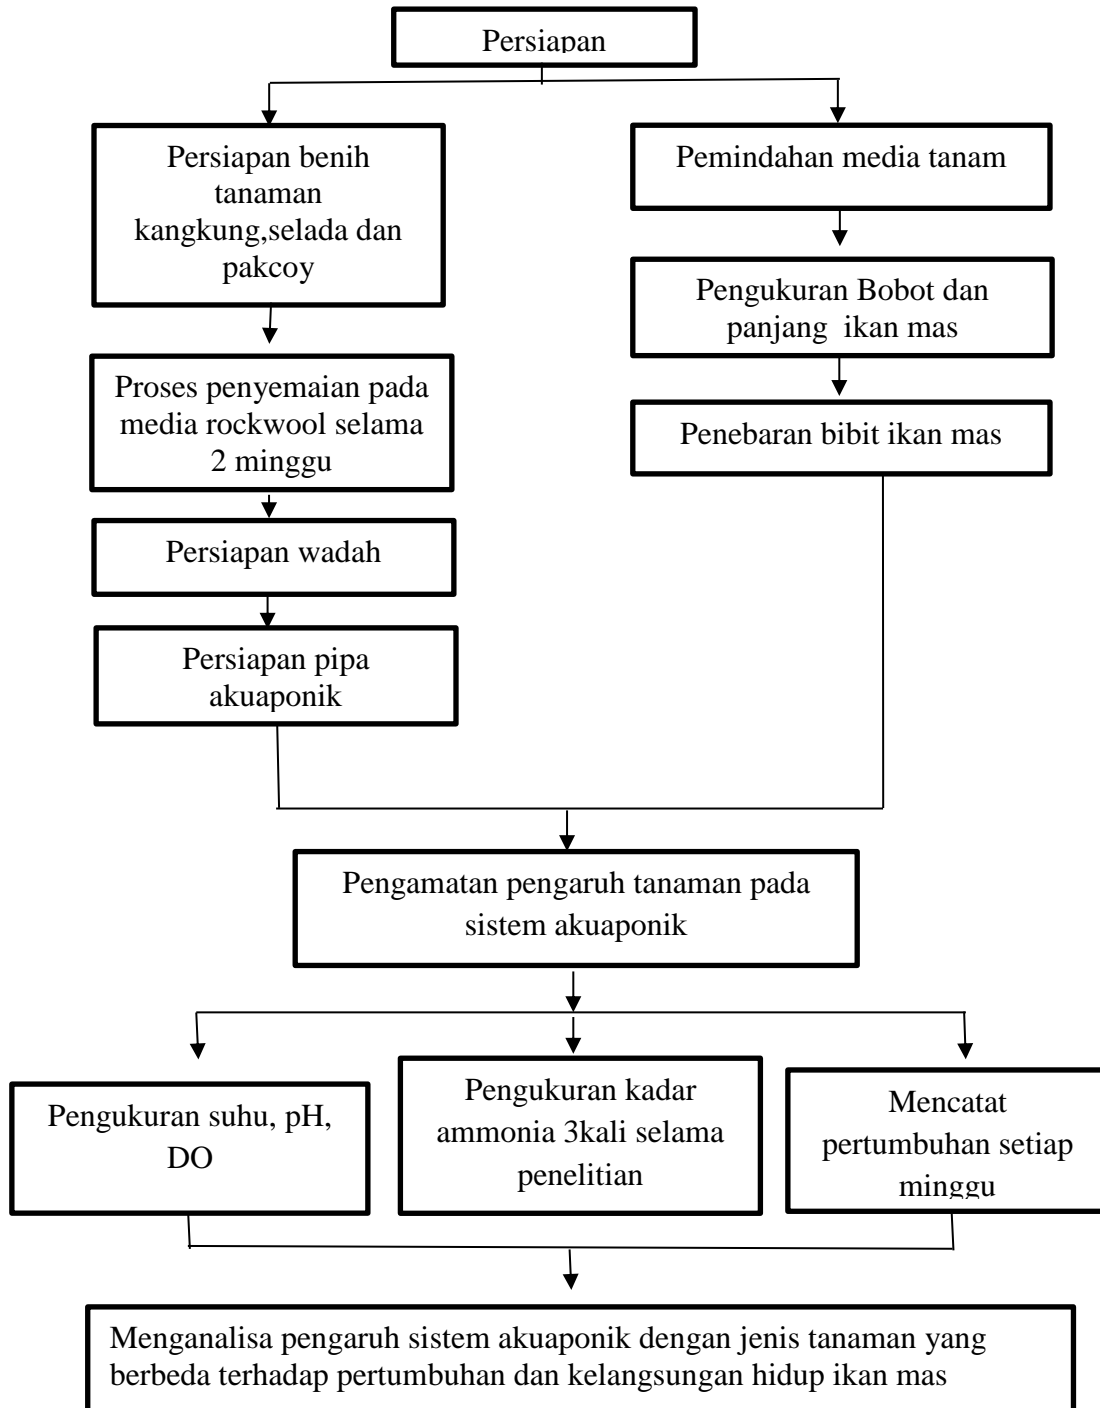 Persiapan
Persiapan benih
tanaman
kangkung,selada dan
pakcoy
Proses penyemaian pada
media rockwool selama
2 minggu
Persiapan wadah
Persiapan pipa
akuaponik
Pemindahan media tanam
Pengukuran Bobot dan
panjang ikan mas
Penebaran bibit ikan mas
Pengamatan pengaruh tanaman pada
sistem akuaponik
Pengukuran suhu, pH,
DO
Pengukuran kadar
ammonia 3kali selama
penelitian
Mencatat
pertumbuhan setiap
minggu
Menganalisa pengaruh sistem akuaponik dengan jenis tanaman yang
berbeda terhadap pertumbuhan dan kelangsungan hidup ikan mas